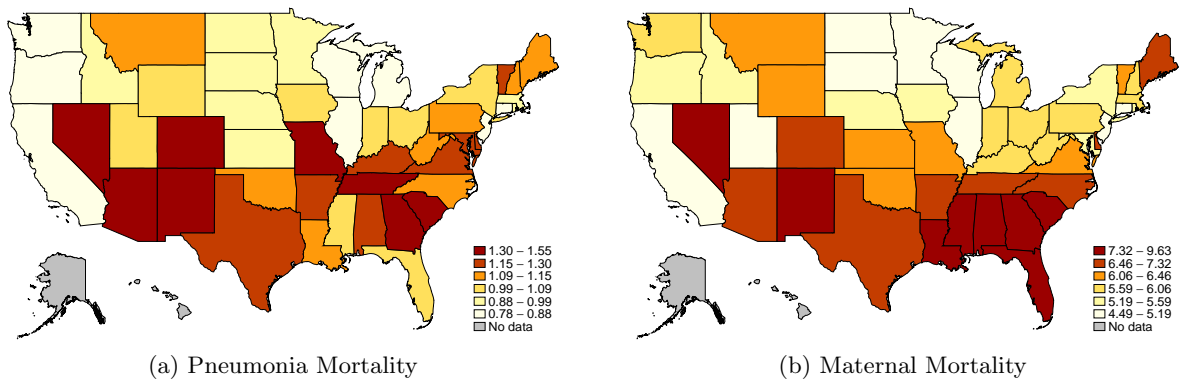 1.30 – 1.55
1.15 – 1.30
1.09 – 1.15
0.99 – 1.09
0.88 – 0.99
0.78 – 0.88
No data
(a) Pneumonia Mortality
7.32 – 9.63
6.46 – 7.32
6.06 – 6.46
5.59 – 6.06
5.19 – 5.59
4.49 – 5.19
No data
(b) Maternal Mortality